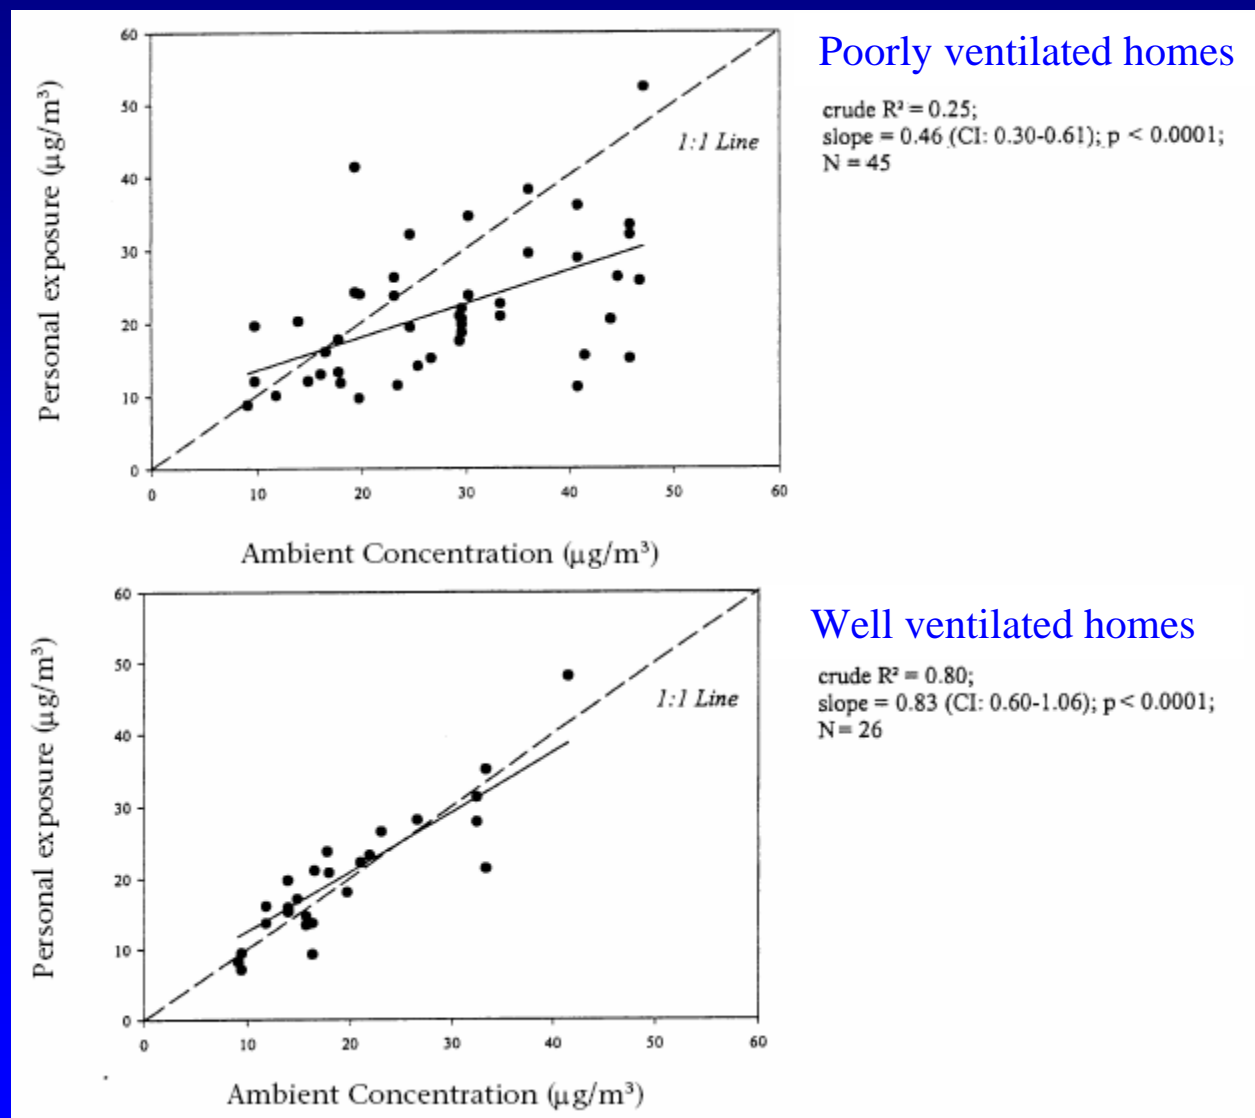 Poorly ventilated homes
crude R² = 0.25;
slope = 0.46 (CI: 0.30-0.61); p < 0.0001;
N = 45
Personal exposure (μg/m³)
60
50
40
30
20
10
0
1:1 Line
0 10 20 30 40 50 60
Ambient Concentration (μg/m³)
Well ventilated homes
crude R² = 0.80;
slope = 0.83 (CI: 0.60-1.06); p < 0.0001;
N= 26
Personal exposure (μg/m³)
60
50
40
30
20
10
0
1:1 Line
0 10 20 30 40 50 60
Ambient Concentration (μg/m³)